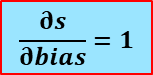 ∂s/∂bias = 1